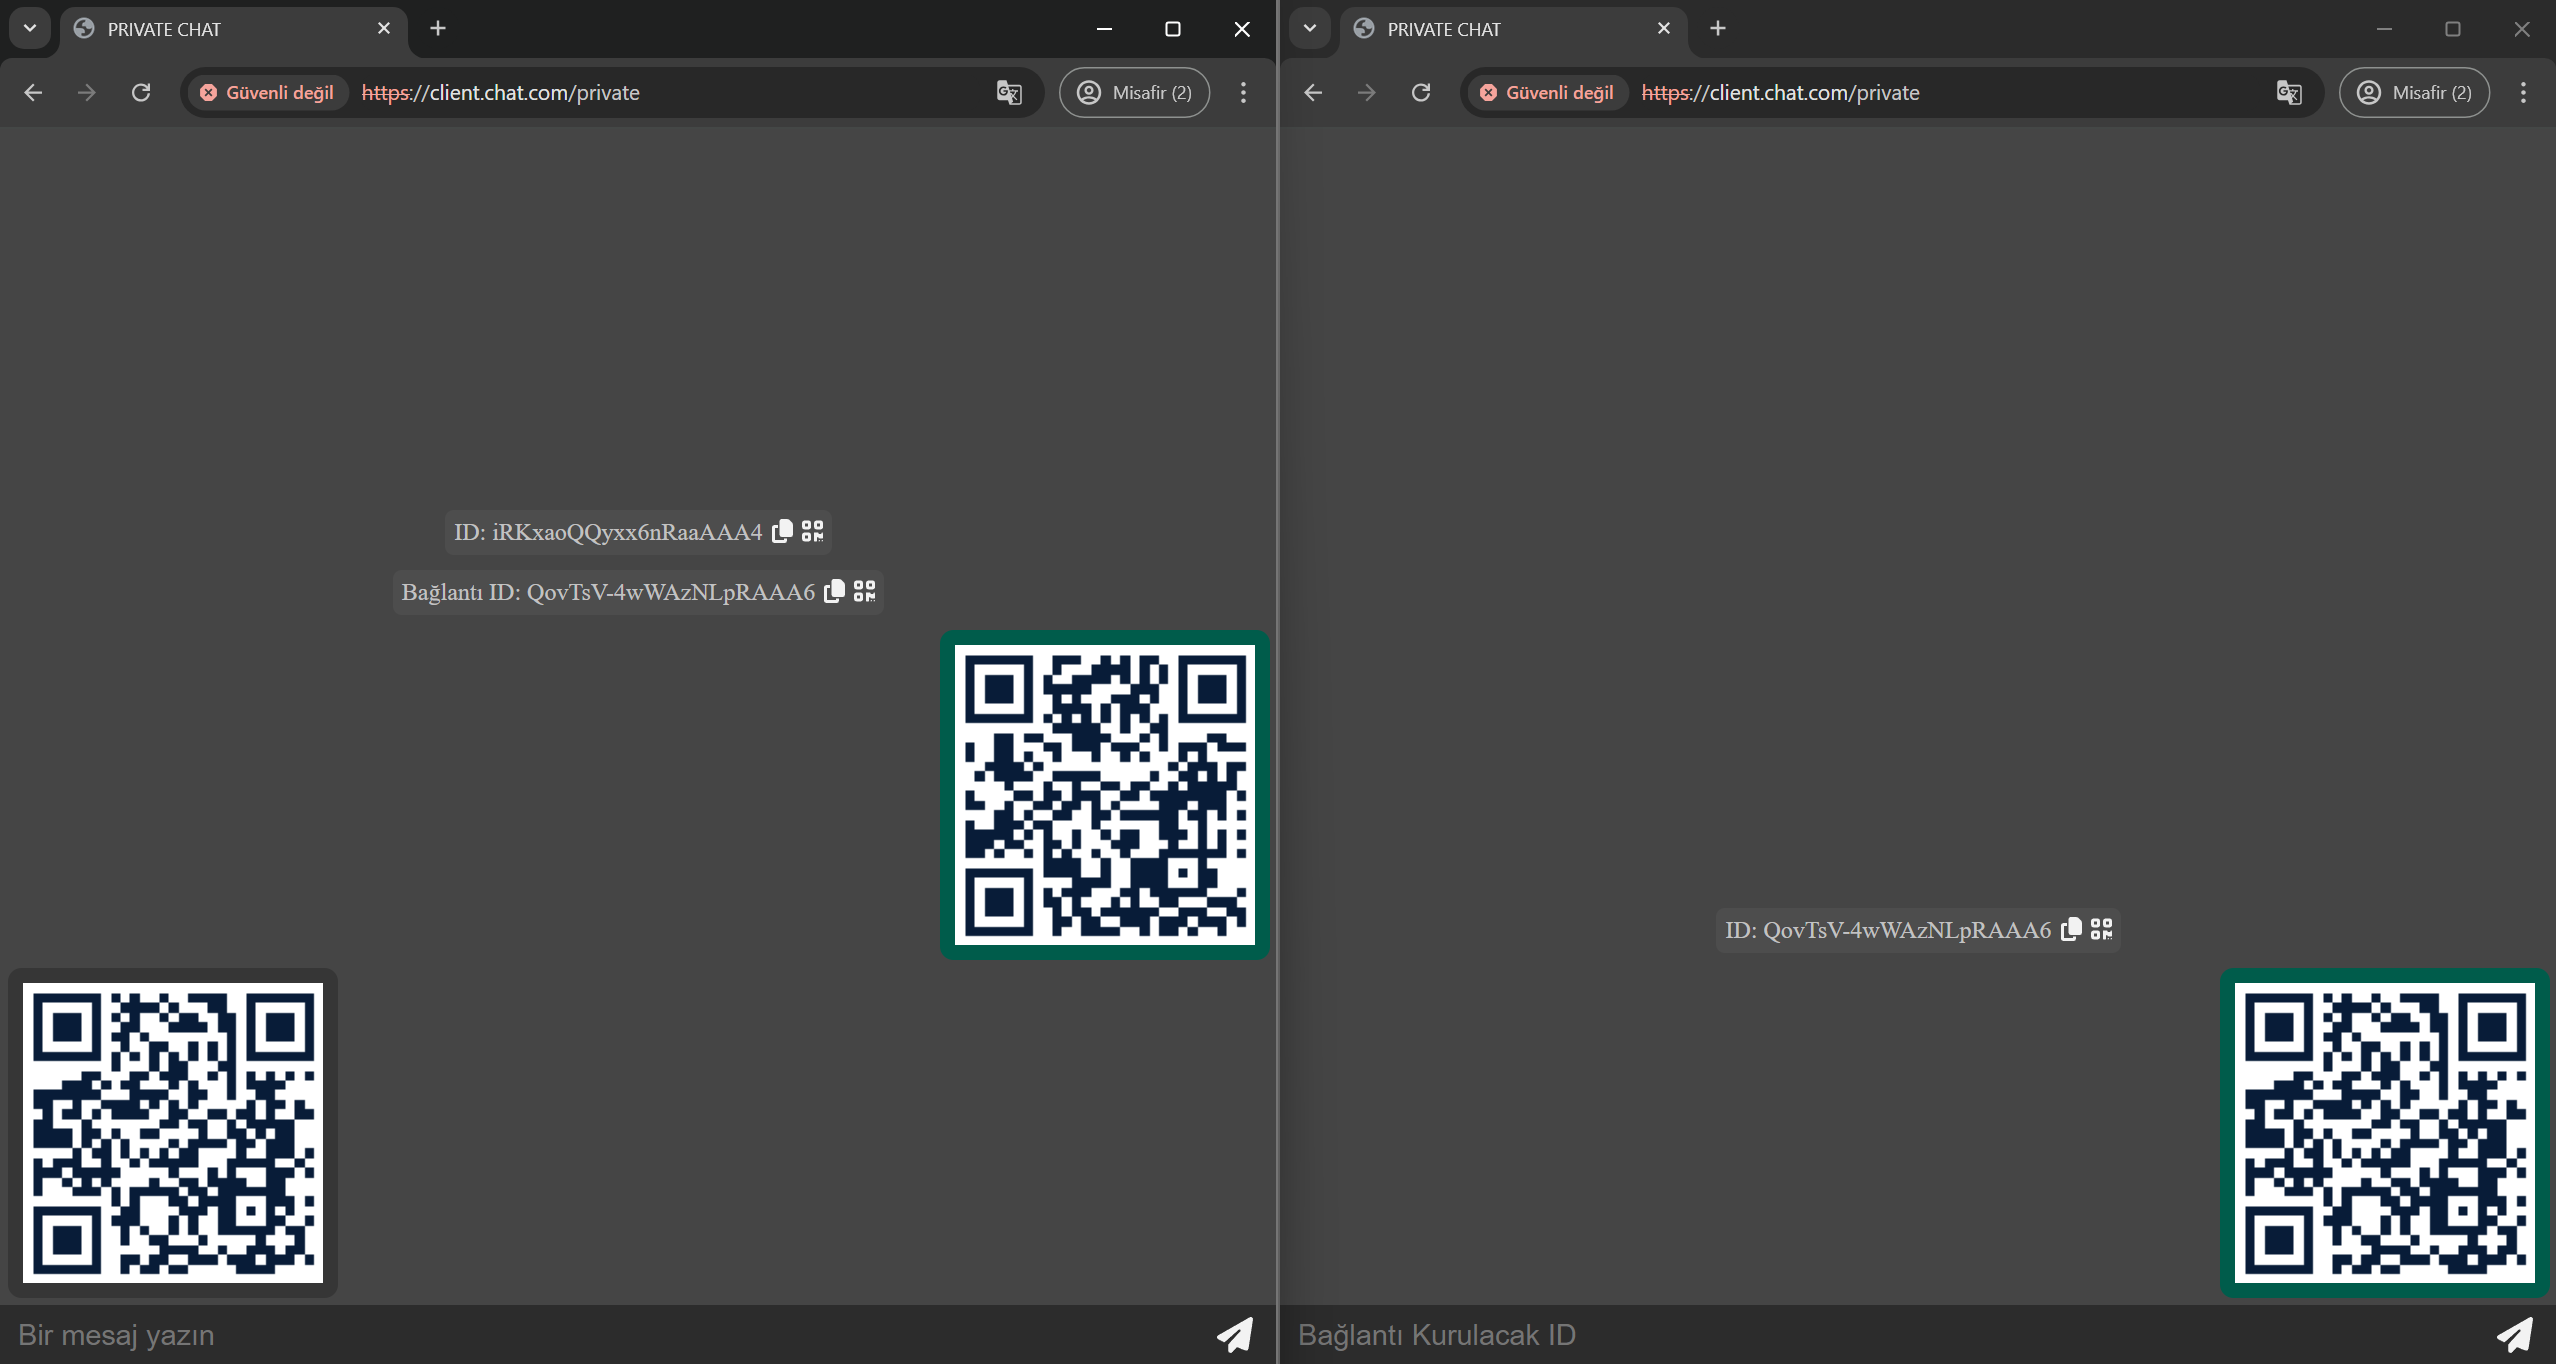 PRIVATE CHAT
Güvenli değil https://client.chat.com/private Misafir (2)
ID: iRKxaoQQyxx6nRaaAAA4
Bağlantı ID: QovTsV-4wWAzNLpRAAA6
Bir mesaj yazın
PRIVATE CHAT
Güvenli değil https://client.chat.com/private Misafir (2)
ID: QovTsV-4wWAzNLpRAAA6
Bağlantı Kurulacak ID